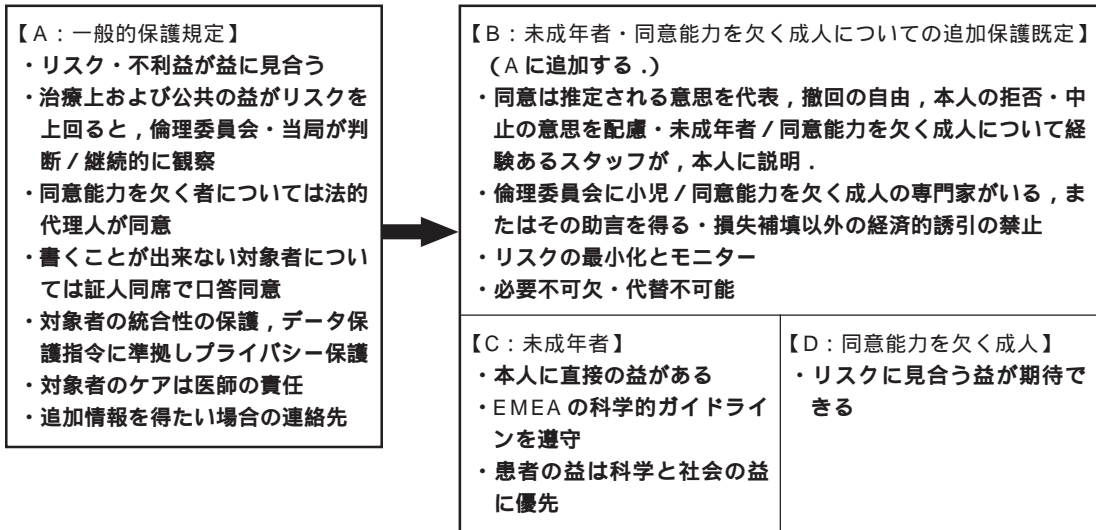 【A：一般的保護規定】
・リスク・不利益が益に見合う
・治療上および公共の益がリスクを
上回ると，倫理委員会・当局が判
断／継続的に観察
・同意能力を欠く者については法的
代理人が同意
・書くことが出来ない対象者につい
ては証人同席で口答同意
・対象者の統合性の保護，データ保
護指令に準拠しプライバシー保護
・対象者のケアは医師の責任
・追加情報を得たい場合の連絡先
【B：未成年者・同意能力を欠く成人についての追加保護既定】
（Aに追加する．）
・同意は推定される意思を代表，撤回の自由，本人の拒否・中
止の意思を配慮・未成年者／同意能力を欠く成人について経
験あるスタッフが，本人に説明．
・倫理委員会に小児／同意能力を欠く成人の専門家がいる，ま
たはその助言を得る・損失補填以外の経済的誘引の禁止
・リスクの最小化とモニター
・必要不可欠・代替不可能
【C：未成年者】
・本人に直接の益がある
・EMEAの科学的ガイドライ
ンを遵守
・患者の益は科学と社会の益
に優先
【D：同意能力を欠く成人】
・リスクに見合う益が期待で
きる